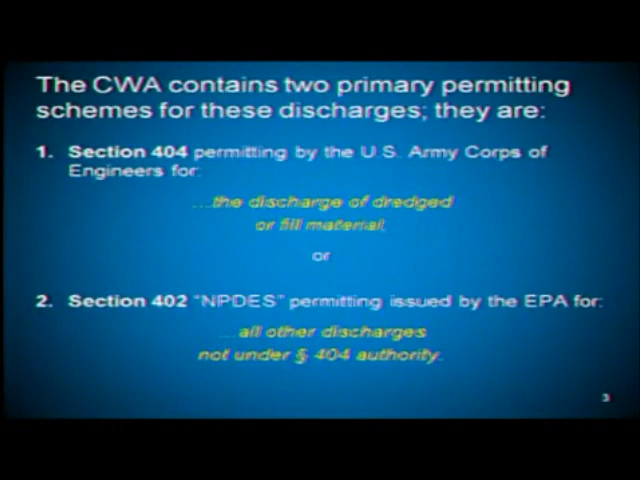 The CWA contains two primary permitting
schemes for these discharges; they are:
1. Section 404 permitting by the U.S. Army Corps of
Engineers for:
...the discharge of dredged
or fill material;
or
2. Section 402 "NPDES" permitting issued by the EPA for:
...all other discharges
not under § 404 authority.
3